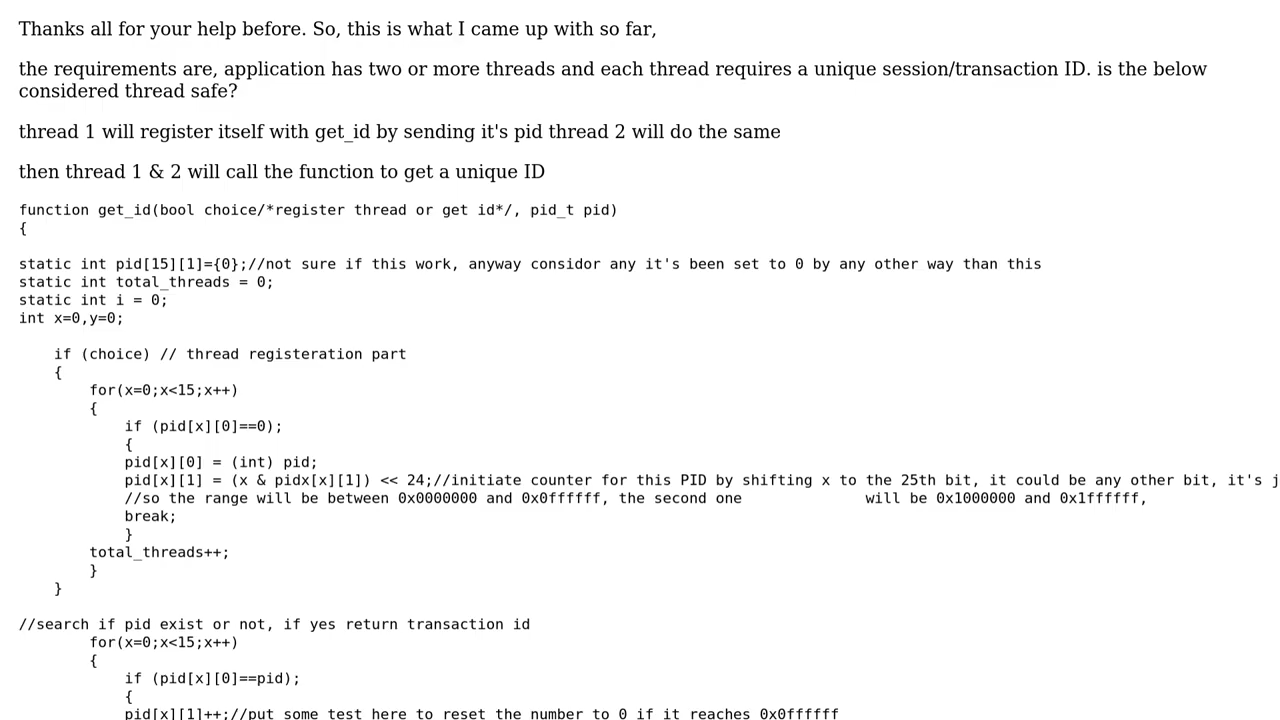 Thanks all for your help before. So, this is what I came up with so far,
the requirements are, application has two or more threads and each thread requires a unique session/transaction ID. is the below
considered thread safe?
thread 1 will register itself with get_id by sending it's pid thread 2 will do the same
then thread 1 & 2 will call the function to get a unique ID
function get_id(bool choice/*register thread or get id*/, pid_t pid)
{
static int pid[15][1]={0};//not sure if this work, anyway considor any it's been set to 0 by any other way than this
static int total_threads = 0;
static int i = 0;
int x=0,y=0;
if (choice) // thread registeration part
{
for(x=0;x<15;x++)
{
if (pid[x][0]==0);
{
pid[x][0] = (int) pid;
pid[x][1] = (x & pidx[x][1]) << 24;//initiate counter for this PID by shifting x to the 25th bit, it could be any other bit, it's j
//so the range will be between 0x0000000 and 0x0ffffff, the second one will be 0x1000000 and 0x1ffffff,
break;
}
total_threads++;
}
}
//search if pid exist or not, if yes return transaction id
for(x=0;x<15;x++)
{
if (pid[x][0]==pid);
{
pid[x][1]++;//put some test here to reset the number to 0 if it reaches 0x0ffffff